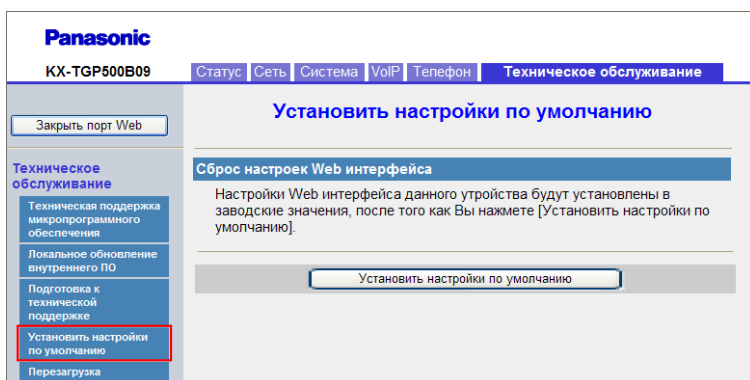 Panasonic
KX-TGP500B09
Статус Сеть Система VoIP Телефон Техническое обслуживание
Закрыть порт Web
Техническое
обслуживание
Техническая поддержка
микропрограммного
обеспечения
Локальное обновление
внутреннего ПО
Подготовка к
технической
поддержке
Установить настройки
по умолчанию
Перезагрузка
Установить настройки по умолчанию
Сброс настроек Web интерфейса
Настройки Web интерфейса данного утройства будут установлены в
заводские значения, после того как Вы нажмете [Установить настройки по
умолчанию].
Установить настройки по умолчанию